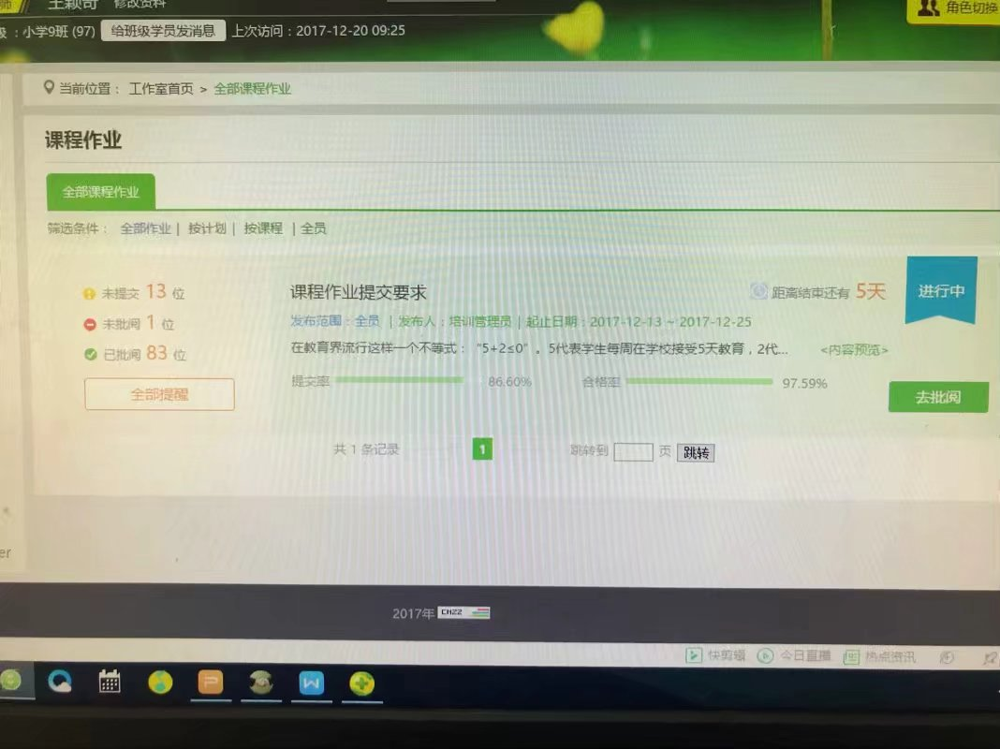 师 王颖奇 修改资料
角色切换
级：小学9班 (97) 给班级学员发消息 上次访问：2017-12-20 09:25
当前位置： 工作室首页 > 全部课程作业
课程作业
全部课程作业
筛选条件： 全部作业 | 按计划 | 按课程 | 全员
未提交 13 位
未批阅 1 位
已批阅 83 位
全部提醒
课程作业提交要求
距离结束还有 5天
进行中
发布范围：全员 | 发布人：培训管理员 | 起止日期：2017-12-13 ~ 2017-12-25
在教育界流行这样一个不等式：“5+2≤0”。5代表学生每周在学校接受5天教育，2代... <内容预览>
提交率 86.60% 合格率 97.59%
去批阅
共 1 条记录 1 跳转到 页 跳转
er
2017年 CNZZ
快剪辑 今日直播 热点资讯